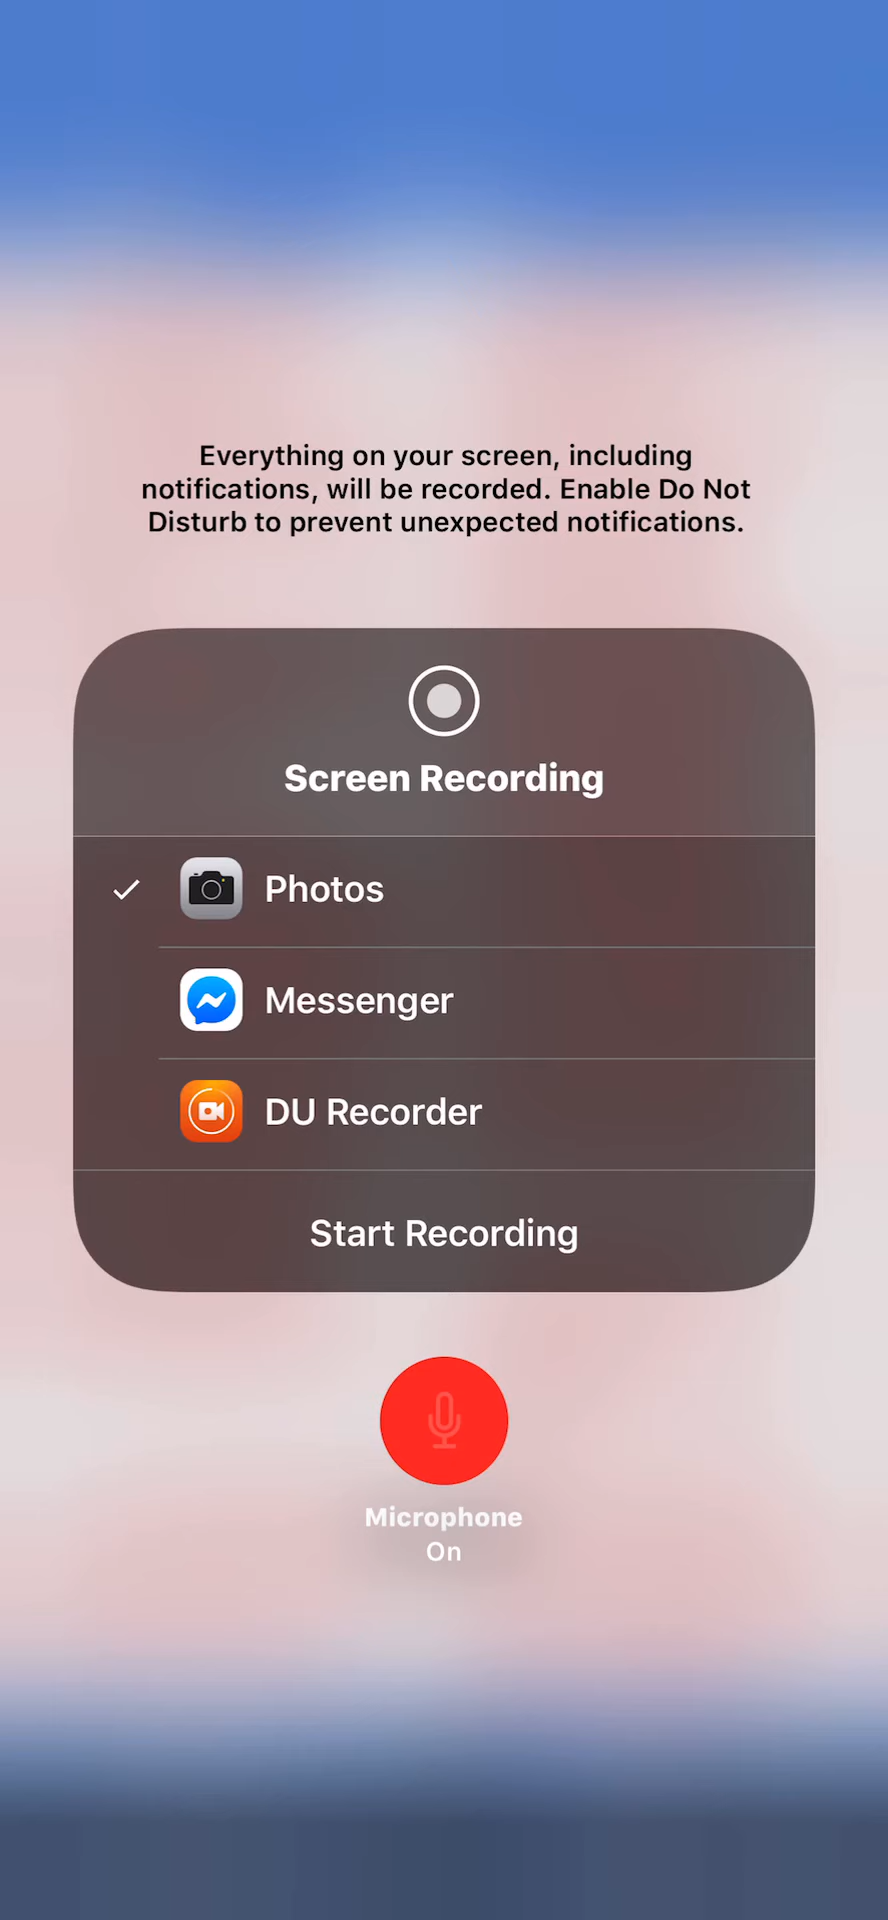 Everything on your screen, including
notifications, will be recorded. Enable Do Not
Disturb to prevent unexpected notifications.
Screen Recording
Photos
Messenger
DU Recorder
Start Recording
Microphone
On